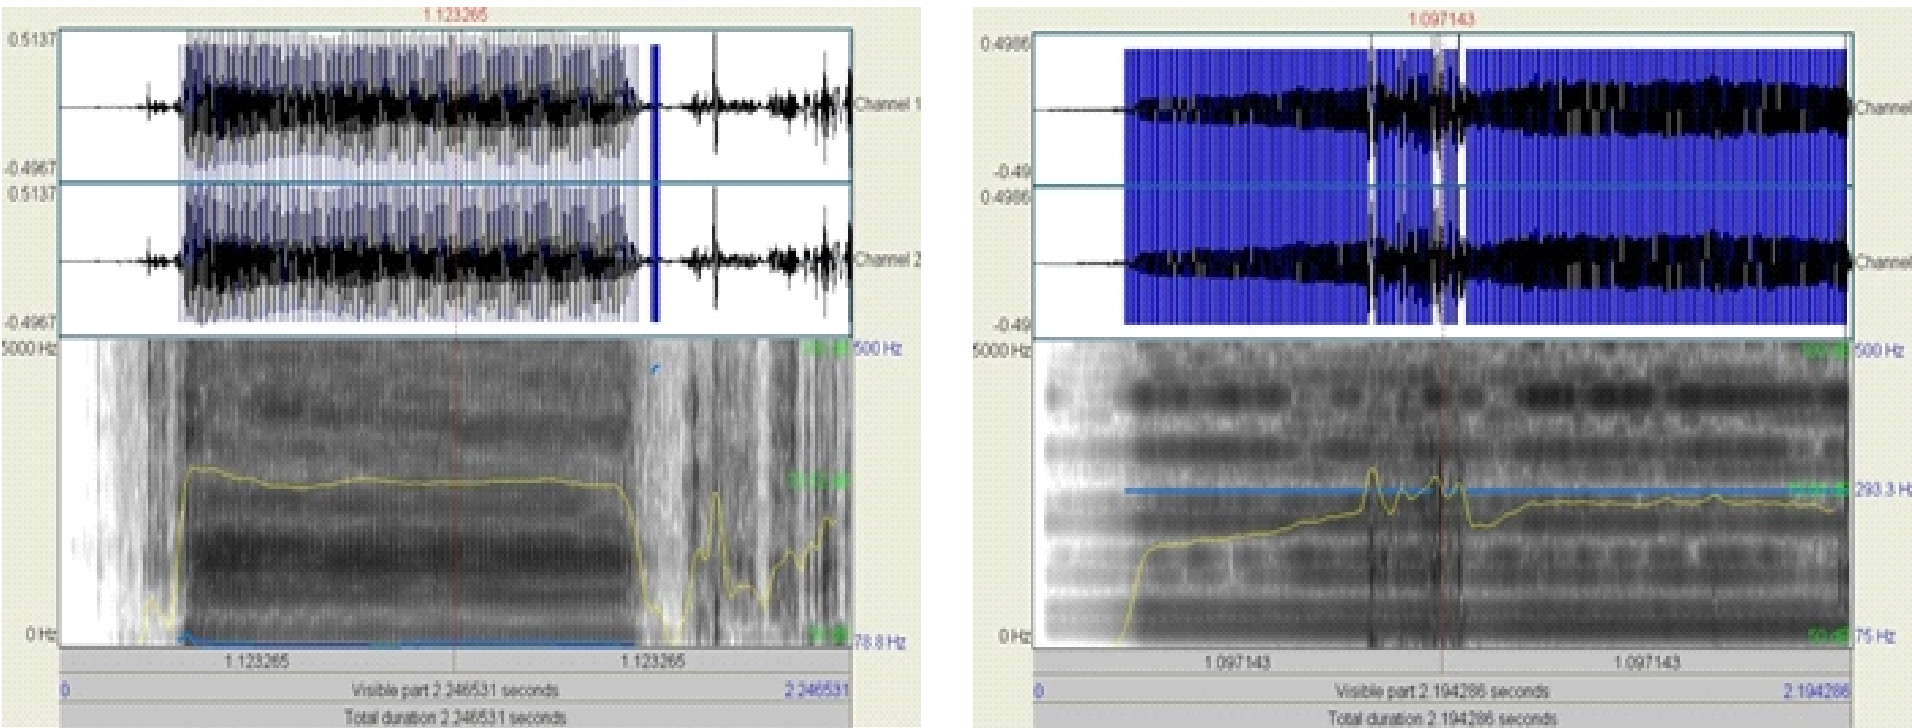 1.123265
0.5137
Channel 1
-0.4967
0.5137
Channel 2
-0.4967
5000 Hz
500 Hz
0 Hz
78.8 Hz
1.123265
1.123265
0
Visible part 2.246531 seconds
2.246531
Total duration 2.246531 seconds
1.097143
0.4986
Channel
-0.49
0.4986
Channel
-0.49
5000 Hz
500 Hz
293.3 Hz
0 Hz
75 Hz
1.097143
1.097143
0
Visible part 2.194286 seconds
2.194286
Total duration 2.194286 seconds